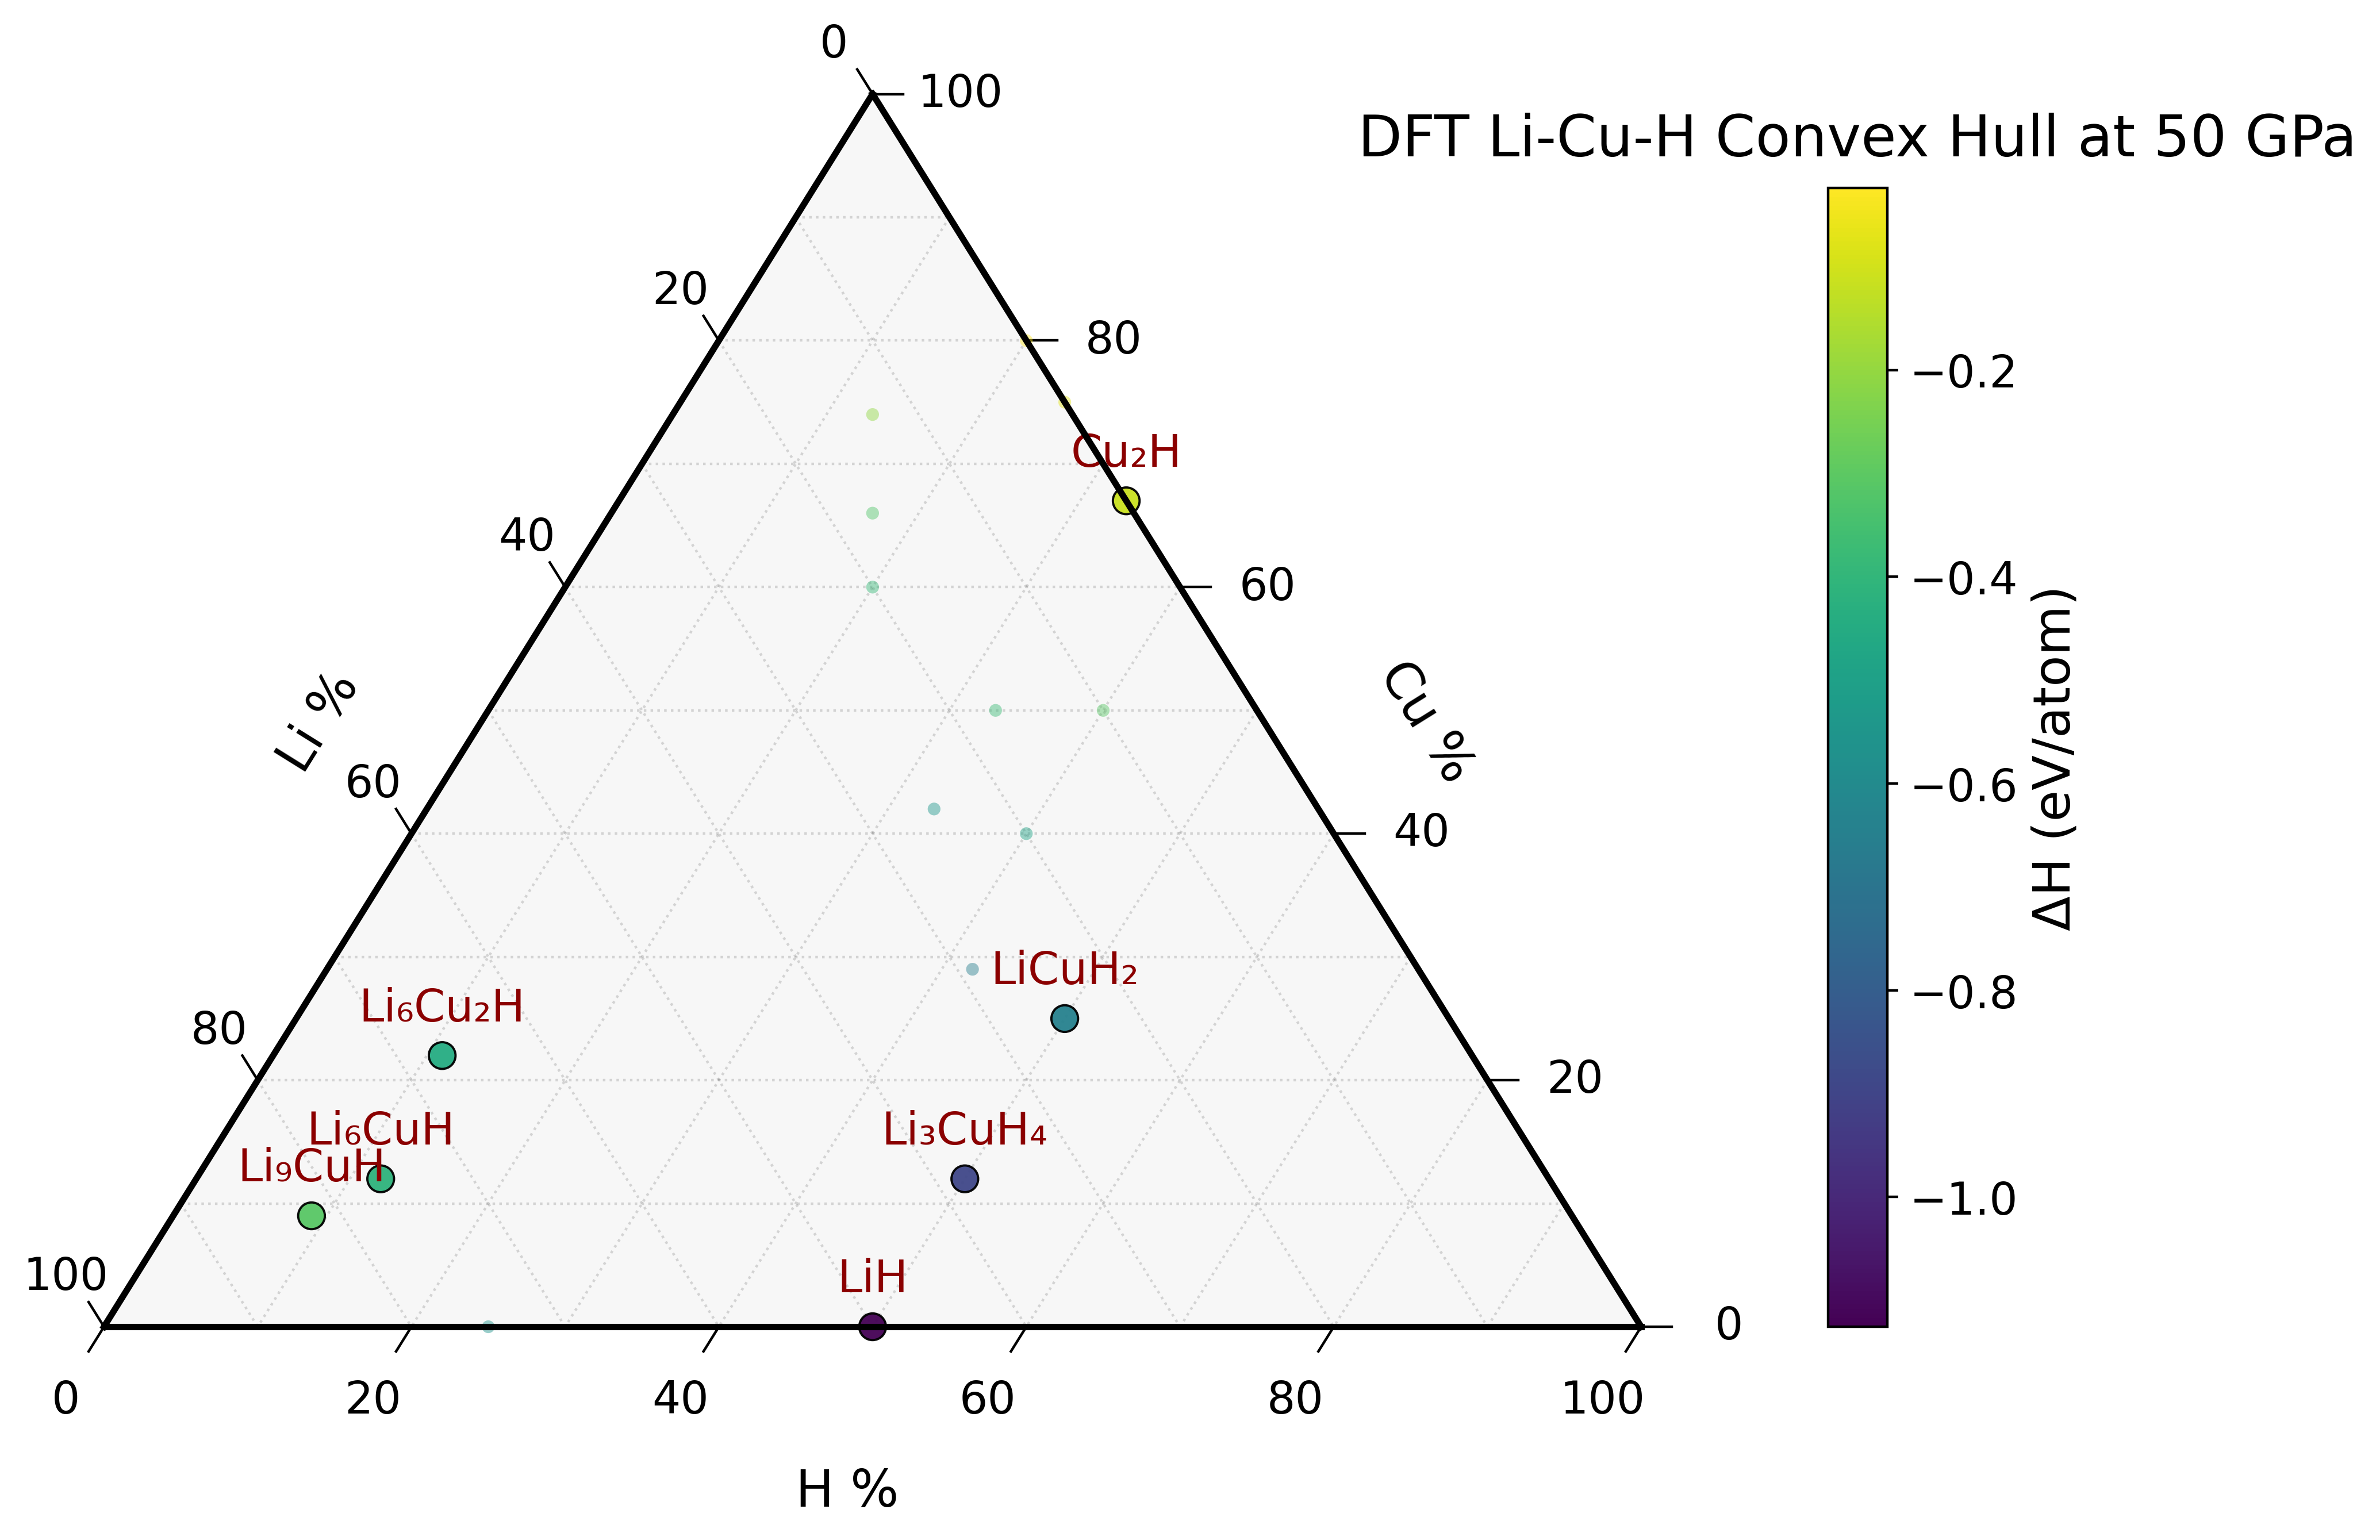 DFT Li-Cu-H Convex Hull at 50 GPa
0
100
20
80
Cu₂H
40
60
Li %
Cu %
60
40
LiCuH₂
Li₆Cu₂H
80
20
Li₆CuH
Li₃CuH₄
Li₉CuH
LiH
100
0
0
20
40
60
80
100
H %
−0.2
−0.4
−0.6
−0.8
−1.0
ΔH (eV/atom)